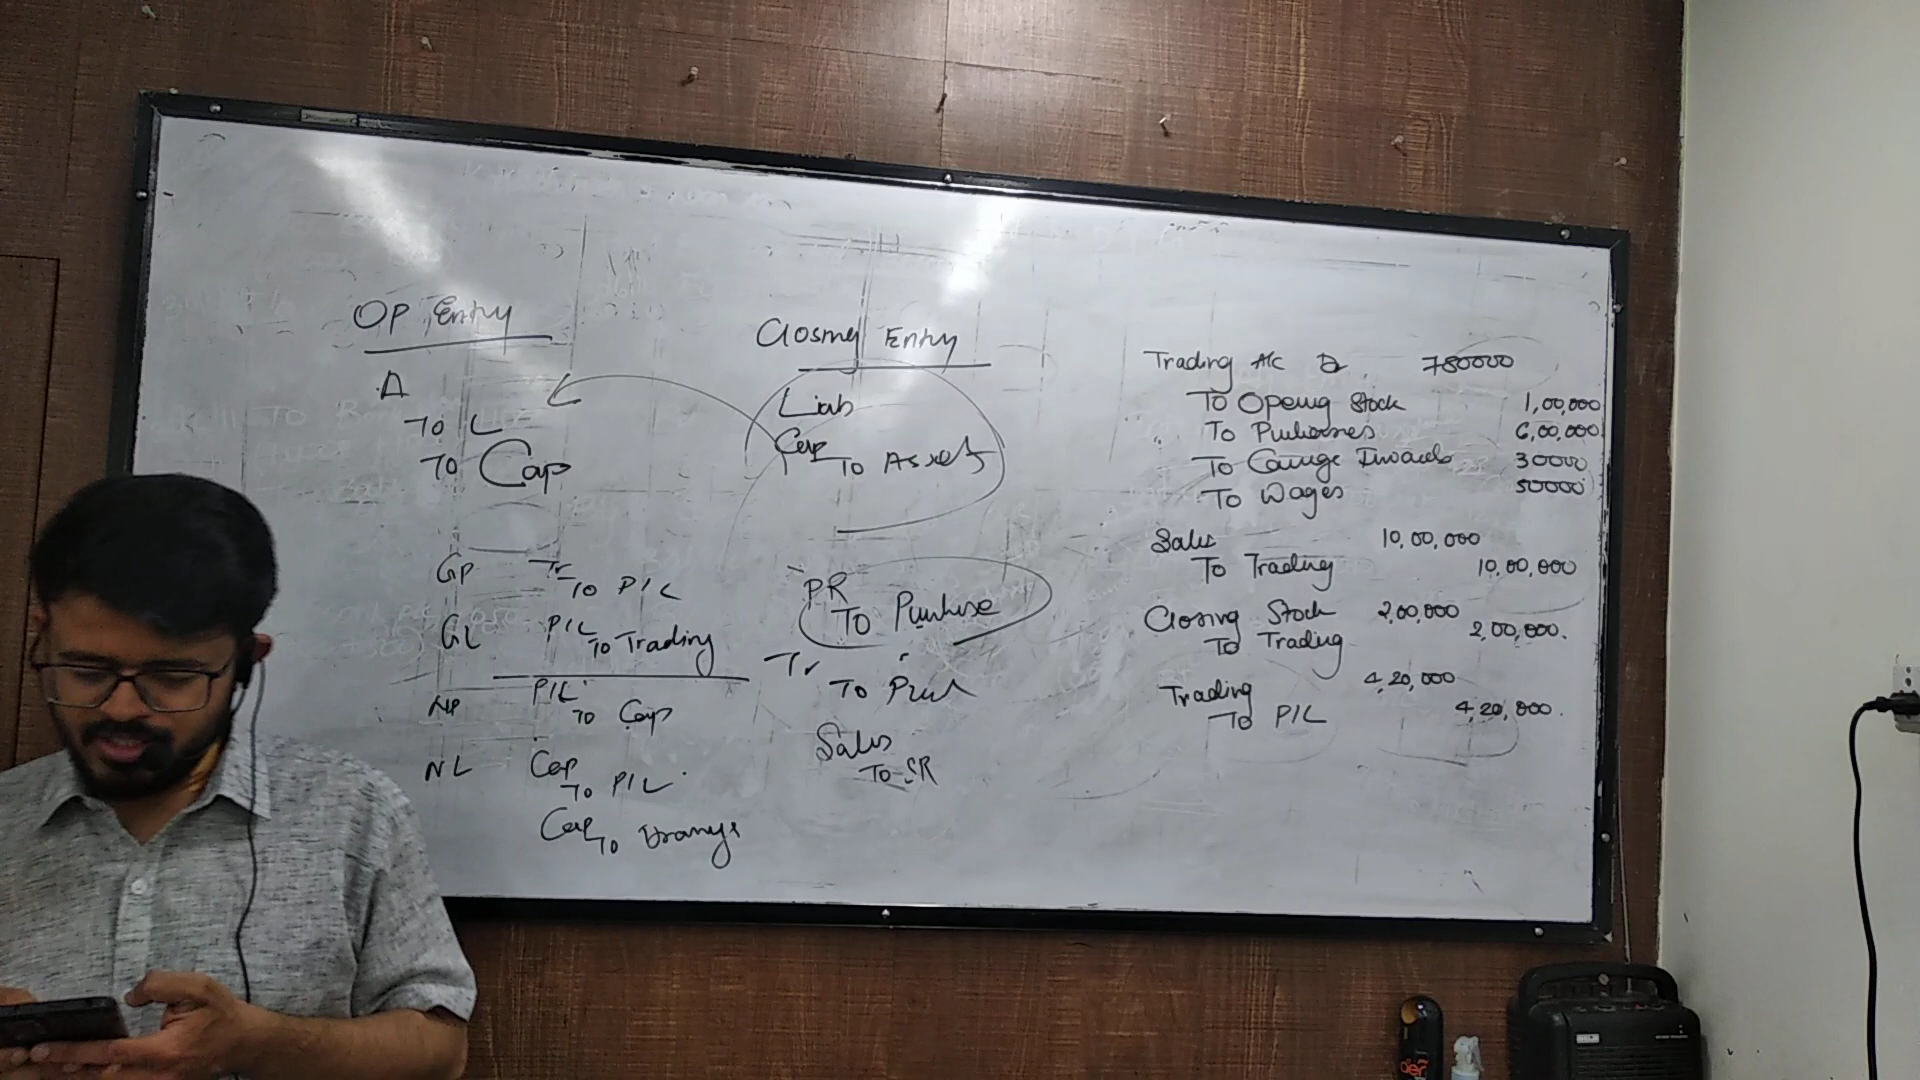 OP Entry
A
TO L
TO Cap
Closing Entry
Liab
Cap
TO Assets
GP Tr
TO P/L
GL P/L
TO Trading
NP P/L
TO Cap
NL Cap
TO P/L
Cap
TO Drawings
PR
TO Purchase
Tr
TO Purch
Sales
TO SR
Trading A/C Dr 780000
TO Opening Stock 1,00,000
TO Purchases 6,00,000
TO Carriage Inwards 30000
TO Wages 50000
Sales 10,00,000
TO Trading 10,00,000
Closing Stock 2,00,000
TO Trading 2,00,000.
Trading 4,20,000
TO P/L 4,20,000.